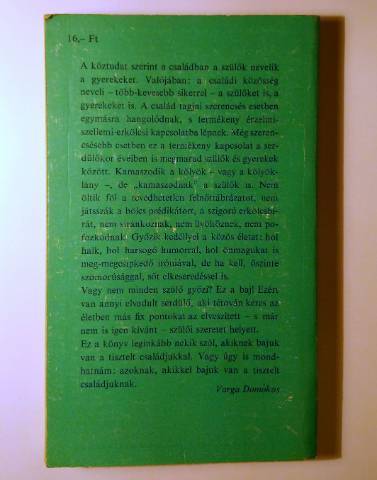 16,– Ft
A köztudat szerint a családban a szülők nevelik
a gyerekeket. Valójában: a családi közösség
neveli – több-kevesebb sikerrel – a szülőket is, a
gyerekeket is. A család tagjai szerencsés esetben
egymásra hangolódnak, s termékeny érzelmi-
szellemi-erkölcsi kapcsolatba lépnek. Még szeren-
csésebb esetben ez a termékeny kapcsolat a ser-
dülőkor éveiben is megmarad szülők és gyerekek
között. Kamaszodik a kölyök – vagy a kölyök-
lány –, de „kamaszodnak" a szülők is. Nem
öltik föl a tévedhetetlen felnőttábrázatot, nem
játsszák a bölcs prédikátort, a szigorú erkölcsbí-
rát, nem siránkoznak, nem üvöltöznek, nem po-
fozkodnak. Győzik kedéllyel a közös életet: hol
halk, hol harsogó humorral, hol önmagukat is
meg-megcsipkedő iróniával, de ha kell, őszinte
szomorúsággal, sőt elkeseredéssel is.
Vagy nem minden szülő győzi? Ez a baj! Ezért
van annyi elvadult serdülő, aki tétován keres az
életben más fix pontokat az elveszített – s már
nem is igen kívánt – szülői szeretet helyett.
Ez a könyv leginkább nekik szól, akiknek bajuk
van a tisztelt családjukkal. Vagy úgy is mond-
hatnám: azoknak, akikkel bajuk van a tisztelt
családjuknak.
Varga Domokos